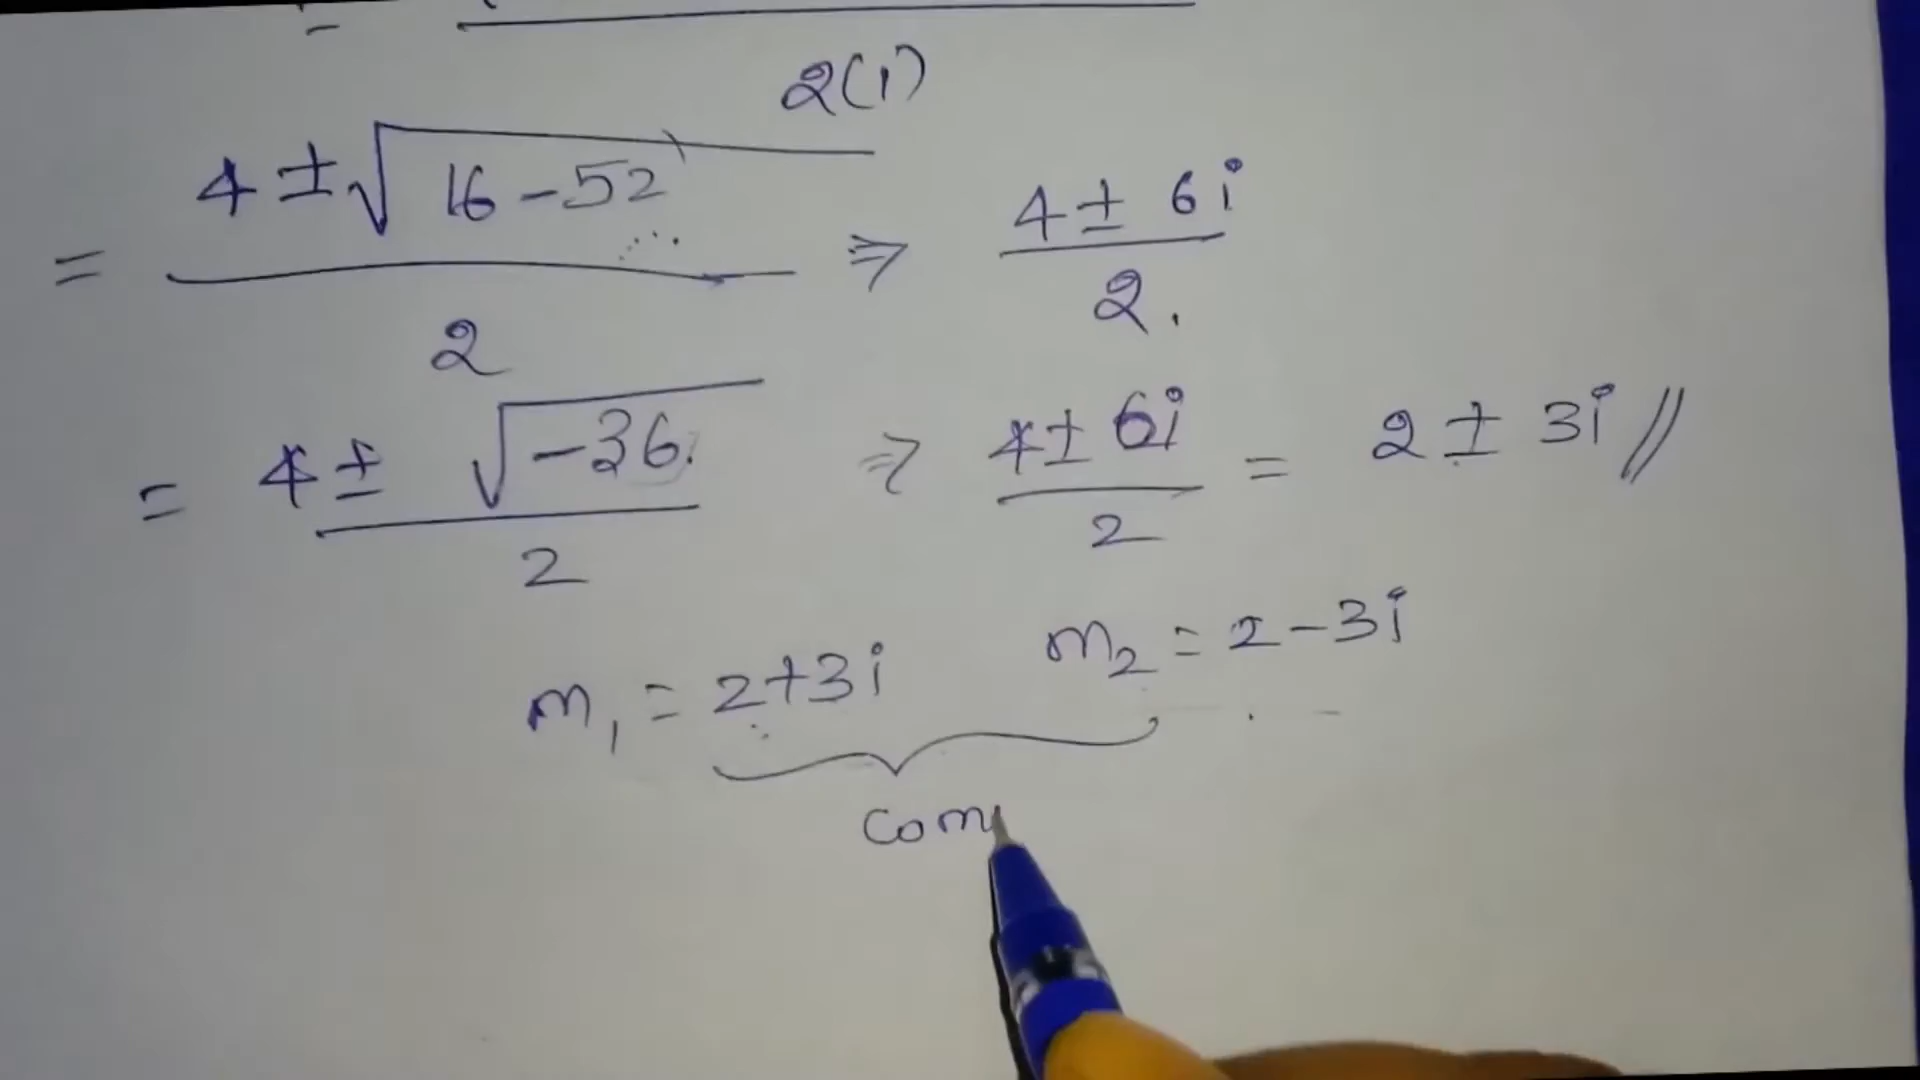 2(1)
= 4 ± √16 - 52 / 2 ⇒ 4 ± 6i / 2.
= 4 ± √-36. / 2 ⇒ 4 ± 6i / 2 = 2 ± 3i //
m₁ = 2+3i m₂ = 2-3i
com